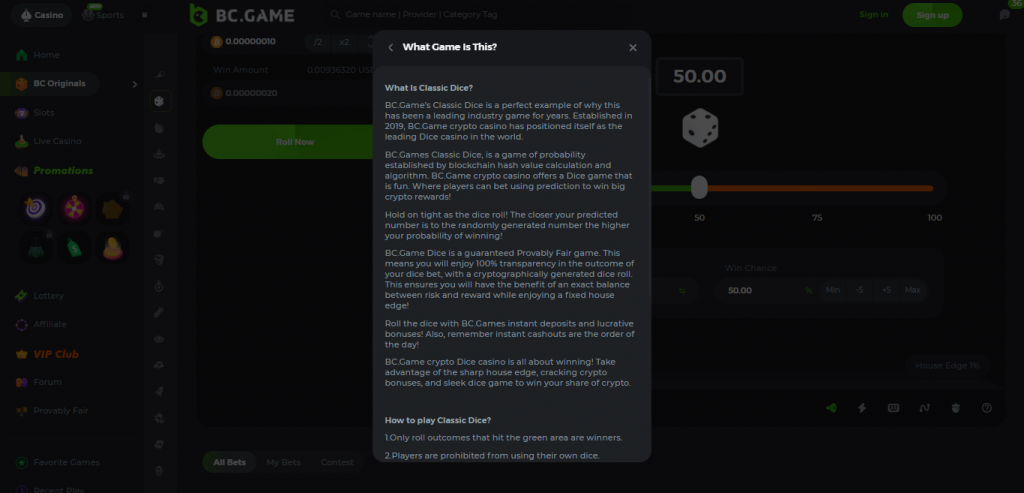 Casino
NEW
Sports
BC.GAME
Game name | Provider | Category Tag
Sign in
Sign up
36
Home
BC Originals
Slots
Live Casino
Promotions
Lottery
Affiliate
VIP Club
Forum
Provably Fair
Favorite Games
Recent Play
0.00000010
/2
x2
Win Amount
0.00936320 USD
0.00000020
Roll Now
All Bets
My Bets
Contest
What Game Is This?
What Is Classic Dice?
BC.Game's Classic Dice is a perfect example of why this
has been a leading industry game for years. Established in
2019, BC.Game crypto casino has positioned itself as the
leading Dice casino in the world.
BC.Games Classic Dice, is a game of probability
established by blockchain hash value calculation and
algorithm. BC.Game crypto casino offers a Dice game that
is fun. Where players can bet using prediction to win big
crypto rewards!
Hold on tight as the dice roll! The closer your predicted
number is to the randomly generated number the higher
your probability of winning!
BC.Game Dice is a guaranteed Provably Fair game. This
means you will enjoy 100% transparency in the outcome of
your dice bet, with a cryptographically generated dice roll.
This ensures you will have the benefit of an exact balance
between risk and reward while enjoying a fixed house
edge!
Roll the dice with BC.Games instant deposits and lucrative
bonuses! Also, remember instant cashouts are the order of
the day!
BC.Game crypto Dice casino is all about winning! Take
advantage of the sharp house edge, cracking crypto
bonuses, and sleek dice game to win your share of crypto.
How to play Classic Dice?
1.Only roll outcomes that hit the green area are winners.
2.Players are prohibited from using their own dice.
50.00
50
75
100
Win Chance
50.00
%
Min
-5
+5
Max
House Edge 1%